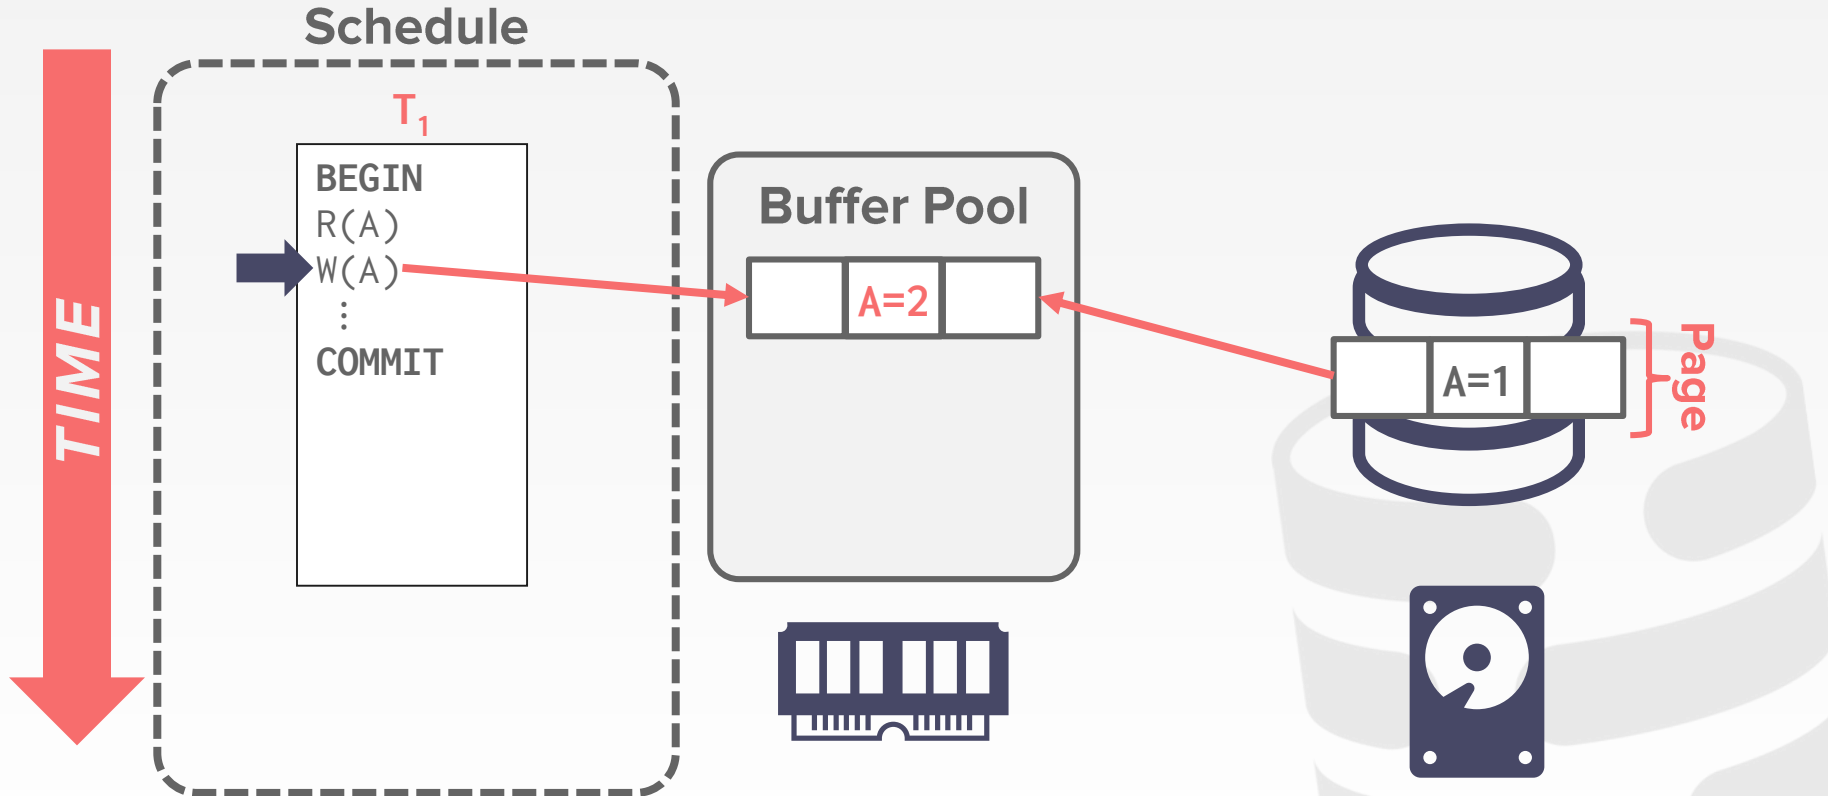 Schedule
TIME
T1
BEGIN
R(A)
W(A)
⋮
COMMIT
Buffer Pool
A=2
A=1
Page